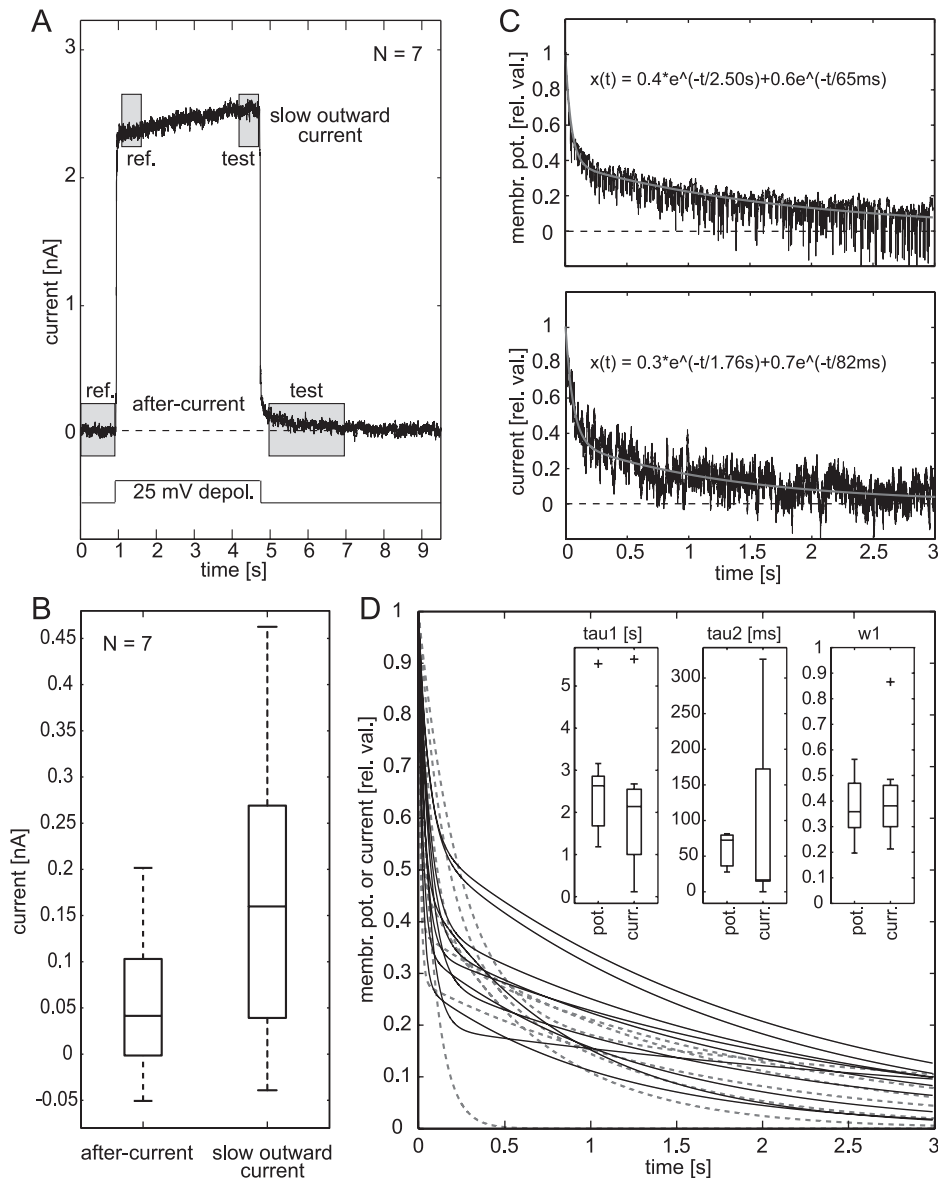 A
N = 7
3
2
1
0
current [nA]
slow outward
current
ref.
test
ref.
after-current
test
25 mV depol.
0 1 2 3 4 5 6 7 8 9
time [s]
C
1
0.8
0.6
0.4
0.2
0
membr. pot. [rel. val.]
x(t) = 0.4*e^(-t/2.50s)+0.6e^(-t/65ms)
1
0.8
0.6
0.4
0.2
0
current [rel. val.]
x(t) = 0.3*e^(-t/1.76s)+0.7e^(-t/82ms)
0 0.5 1 1.5 2 2.5 3
time [s]
B
N = 7
0.45
0.4
0.35
0.3
0.25
0.2
0.15
0.1
0.05
0
-0.05
current [nA]
after-current
slow outward
current
D
1
0.9
0.8
0.7
0.6
0.5
0.4
0.3
0.2
0.1
0
membr. pot. or current [rel. val.]
0 0.5 1 1.5 2 2.5 3
time [s]
tau1 [s]
5
4
3
2
1
0
pot.
curr.
tau2 [ms]
300
250
200
150
100
50
0
pot.
curr.
w1
1
0.9
0.8
0.7
0.6
0.5
0.4
0.3
0.2
0.1
0
pot.
curr.